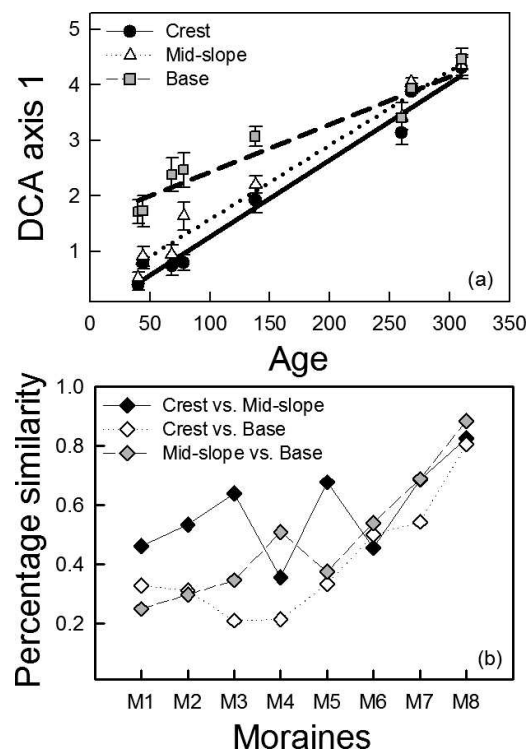 5
4
3
2
1
DCA axis 1
Crest
Mid-slope
Base
(a)
0 50 100 150 200 250 300 350
Age
1.0
0.8
0.6
0.4
0.2
Percentage similarity
Crest vs. Mid-slope
Crest vs. Base
Mid-slope vs. Base
(b)
M1 M2 M3 M4 M5 M6 M7 M8
Moraines